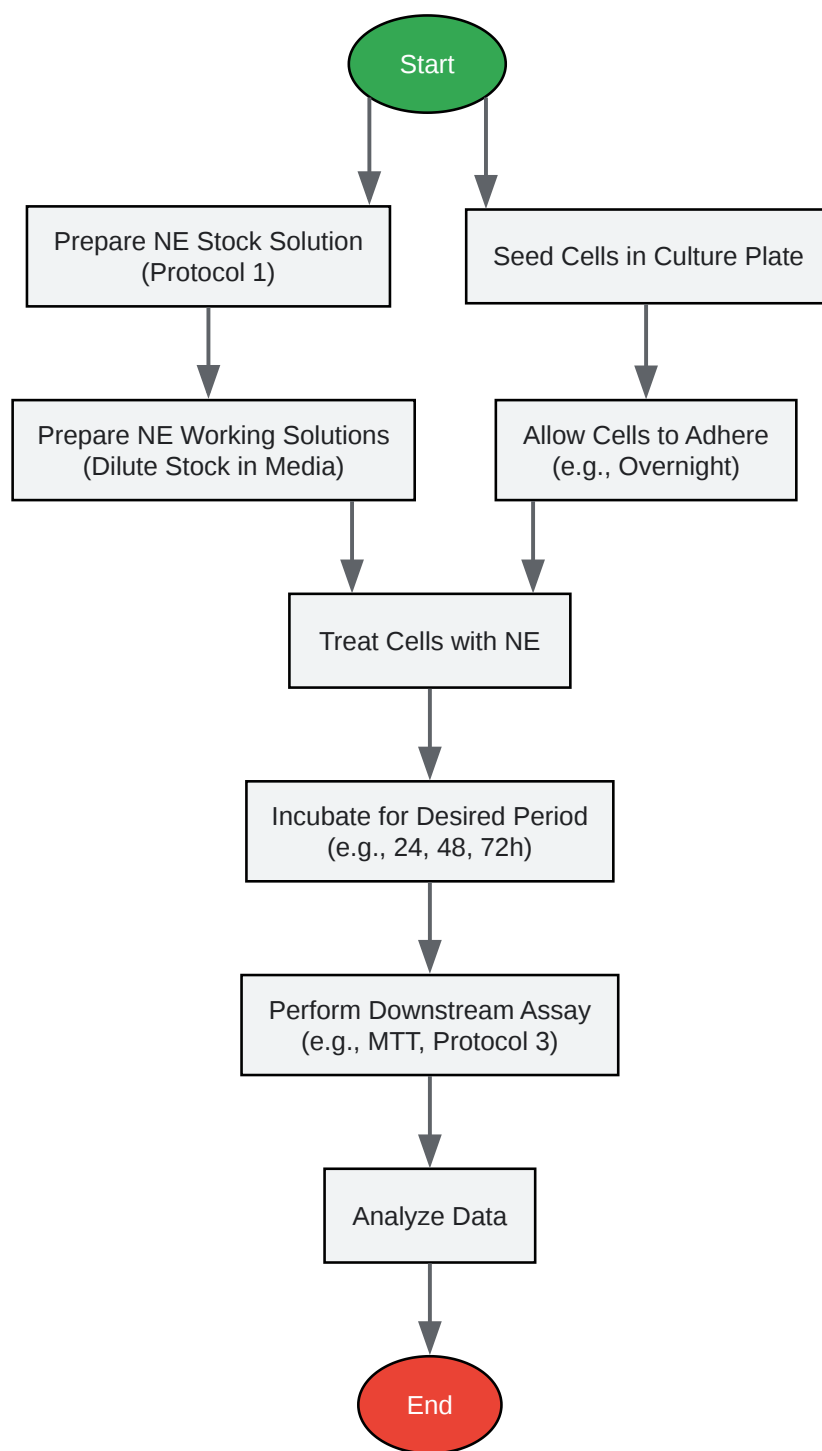 Start
Prepare NE Stock Solution
(Protocol 1)
Seed Cells in Culture Plate
Prepare NE Working Solutions
(Dilute Stock in Media)
Allow Cells to Adhere
(e.g., Overnight)
Treat Cells with NE
Incubate for Desired Period
(e.g., 24, 48, 72h)
Perform Downstream Assay
(e.g., MTT, Protocol 3)
Analyze Data
End